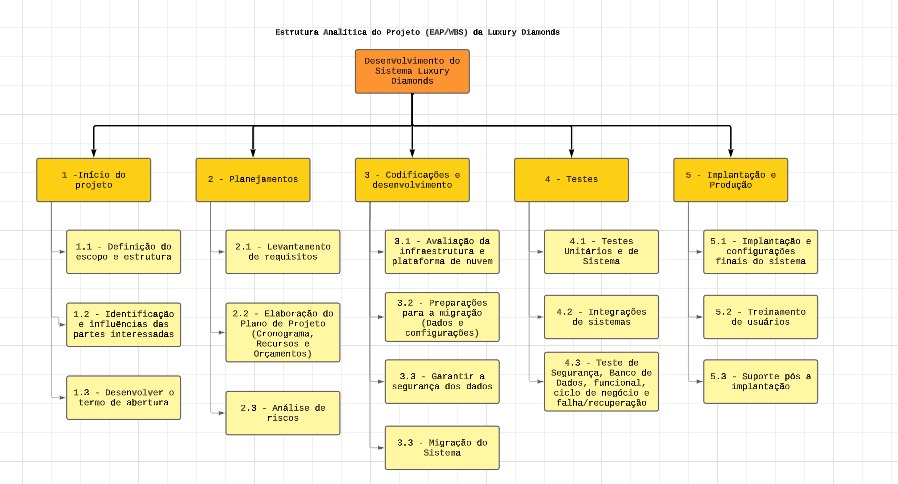 Estrutura Analítica do Projeto (EAP/WBS) da Luxury Diamonds
Desenvolvimento do
Sistema Luxury
Diamonds
1 -Início do
projeto
2 - Planejamentos
3 - Codificações e
desenvolvimento
4 - Testes
5 - Implantação e
Produção
1.1 - Definição do
escopo e estrutura
1.2 - Identificação
e influências das
partes interessadas
1.3 - Desenvolver o
termo de abertura
2.1 - Levantamento
de requisitos
2.2 - Elaboração do
Plano de Projeto
(Cronograma,
Recursos e
Orçamentos)
2.3 - Análise de
riscos
3.1 - Avaliação da
infraestrutura e
plataforma de nuvem
3.2 - Preparações
para a migração
(Dados e
configurações)
3.3 - Garantir a
segurança dos dados
3.3 - Migração do
Sistema
4.1 - Testes
Unitários e de
Sistema
4.2 - Integrações
de sistemas
4.3 - Teste de
Segurança, Banco de
Dados, funcional,
ciclo de negócio e
falha/recuperação
5.1 - Implantação e
configurações
finais do sistema
5.2 - Treinamento
de usuários
5.3 - Suporte pós a
implantação